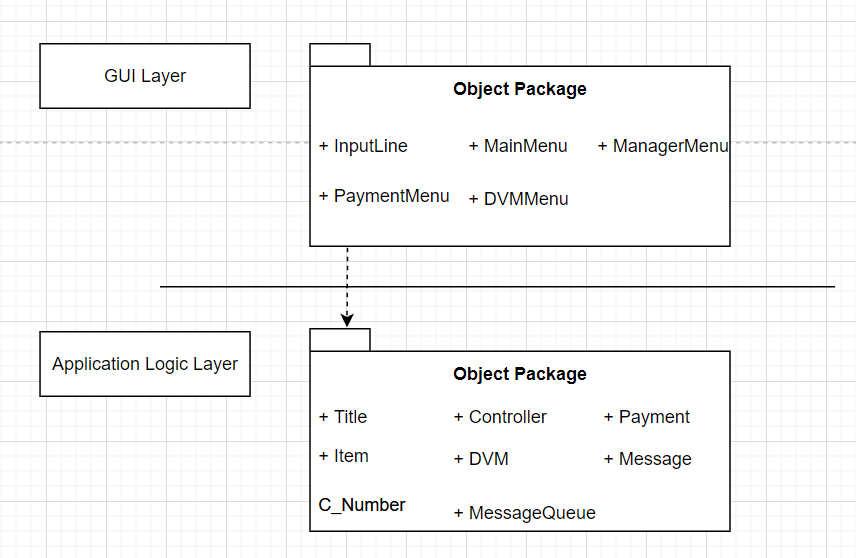 GUI Layer
Object Package
+ InputLine + MainMenu + ManagerMenu
+ PaymentMenu + DVMMenu
Application Logic Layer
Object Package
+ Title + Controller + Payment
+ Item + DVM + Message
C_Number + MessageQueue